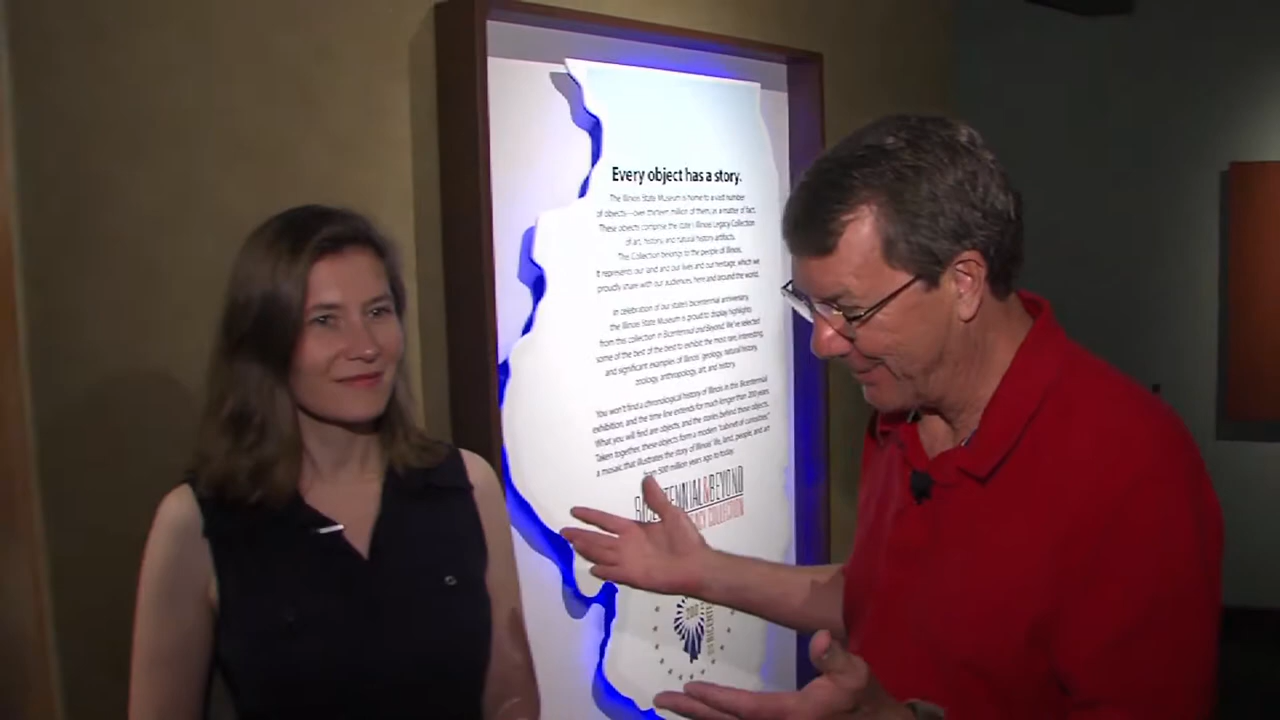 Every object has a story.
The Illinois State Museum is home to a vast number
of objects—over thirteen million of them, as a matter of fact.
These objects comprise the state's Illinois Legacy Collection
of art, history, and natural history artifacts.
The Collection belongs to the people of Illinois.
It represents our land and our lives and our heritage, which we
proudly share with our audiences, here and around the world.
In celebration of our state's bicentennial anniversary,
the Illinois State Museum is proud to display highlights
from this collection in Bicentennial and Beyond. We've selected
some of the best of the best to exhibit: the most rare, interesting,
and significant examples of Illinois' geology, natural history,
zoology, anthropology, art, and history.
You won't find a chronological history of Illinois in this Bicentennial
exhibition, and the time line extends for much longer than 200 years.
What you will find are objects, and the stories behind those objects.
Taken together, these objects form a modern "cabinet of curiosities,"
a mosaic that illustrates the story of Illinois' life, land, people, and art
from 500 million years ago to today.
&BEYOND
COLLECTION
200